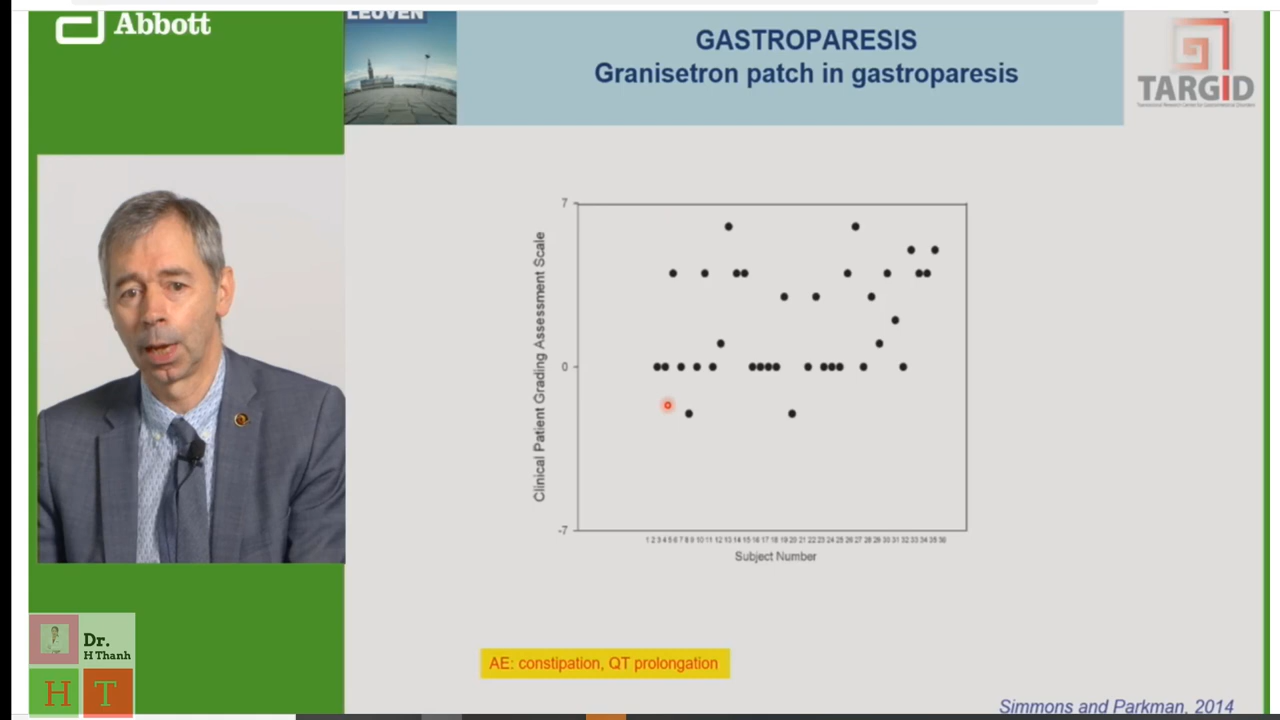 Abbott
LEUVEN
GASTROPARESIS
Granisetron patch in gastroparesis
TARGID
7
0
-7
Clinical Patient Grading Assessment Scale
Subject Number
AE: constipation, QT prolongation
Simmons and Parkman, 2014
Dr.
H Thanh
H T